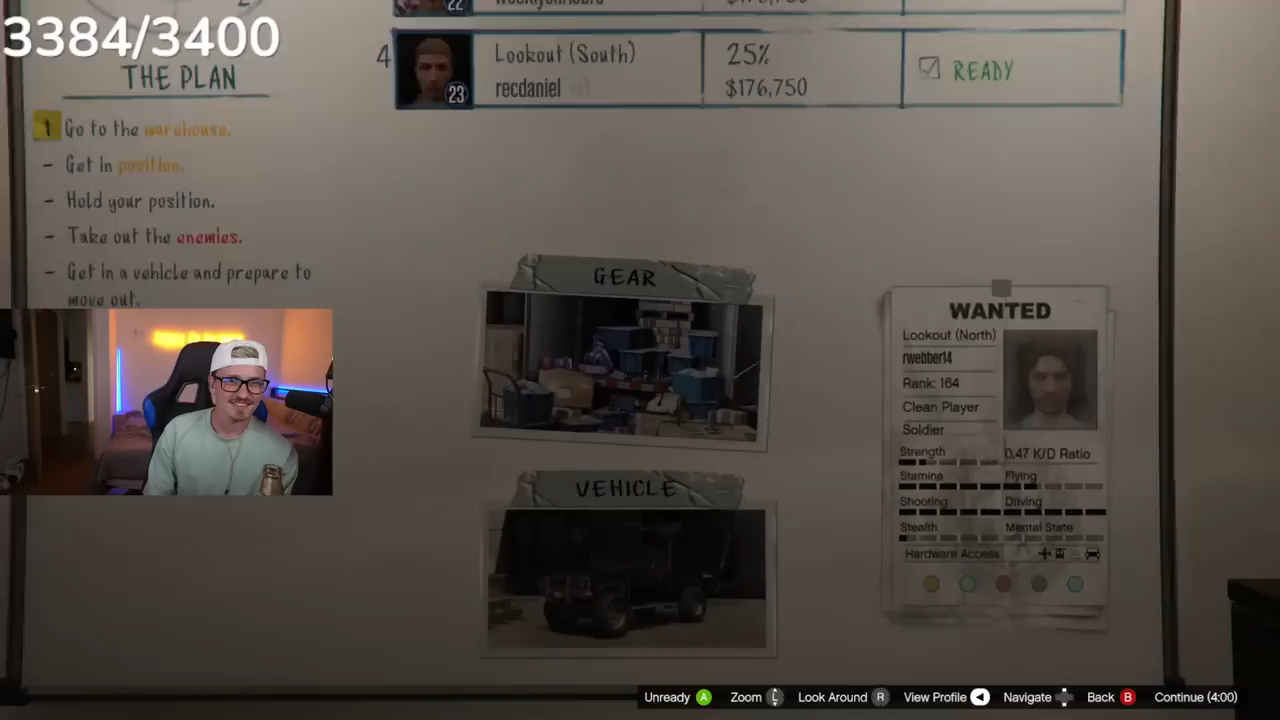 3384/3400
THE PLAN
1 Go to the warehouse.
- Get in position.
- Hold your position.
- Take out the enemies.
- Get in a vehicle and prepare to
move out.
22
4
23
Lookout (South)
recdaniel
25%
$176,750
READY
GEAR
VEHICLE
WANTED
Lookout (North)
rwebber14
Rank: 164
Clean Player
Soldier
Strength
0.47 K/D Ratio
Stamina
Flying
Shooting
Driving
Stealth
Mental State
Hardware Access
Unready A Zoom L Look Around R View Profile Navigate Back B Continue (4:00)